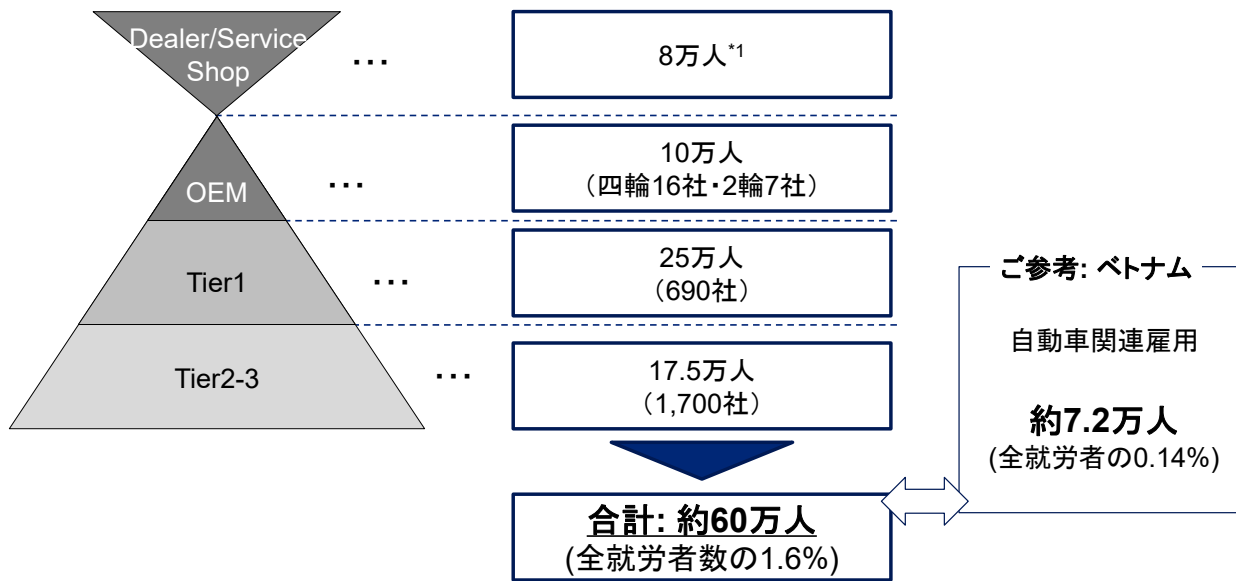 Dealer/Service
Shop
…
8万人*1
OEM
…
10万人
（四輪16社・2輪7社）
Tier1
…
25万人
（690社）
Tier2-3
…
17.5万人
（1,700社）
合計: 約60万人
(全就労者数の1.6%)
ご参考: ベトナム
自動車関連雇用
約7.2万人
(全就労者の0.14%)